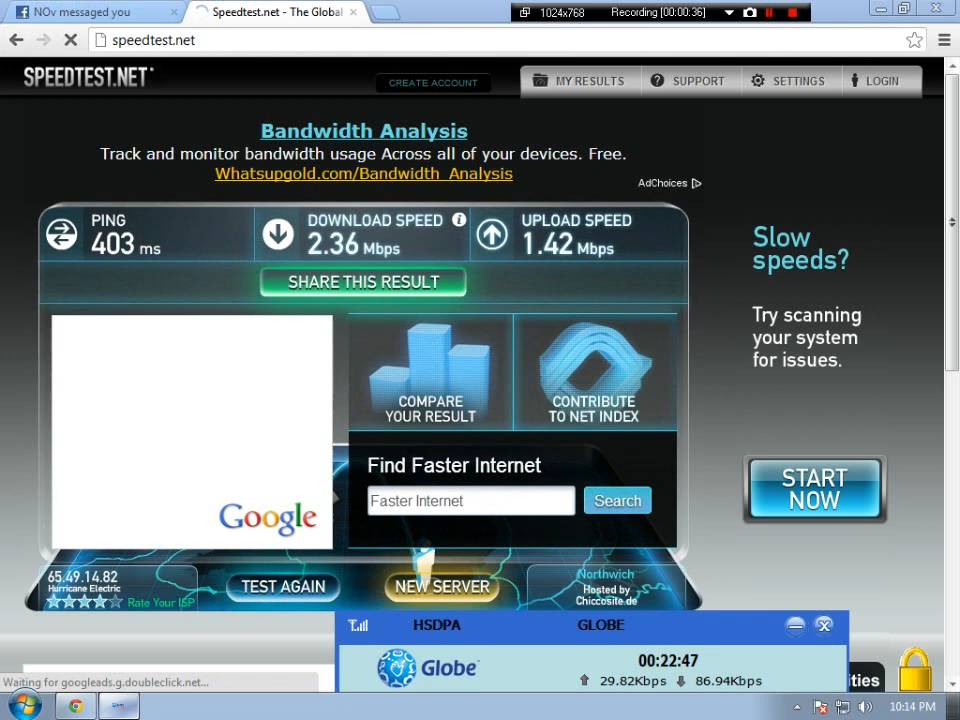 NOv messaged you
Speedtest.net - The Global
1024x768
Recording [00:00:36]
speedtest.net
SPEEDTEST.NET
CREATE ACCOUNT
MY RESULTS
SUPPORT
SETTINGS
LOGIN
Bandwidth Analysis
Track and monitor bandwidth usage Across all of your devices. Free.
Whatsupgold.com/Bandwidth_Analysis
AdChoices
PING
403 ms
DOWNLOAD SPEED
2.36 Mbps
UPLOAD SPEED
1.42 Mbps
SHARE THIS RESULT
Slow
speeds?
Try scanning
your system
for issues.
START
NOW
Google
COMPARE
YOUR RESULT
CONTRIBUTE
TO NET INDEX
Find Faster Internet
Faster Internet
Search
65.49.14.82
Hurricane Electric
Rate Your ISP
TEST AGAIN
NEW SERVER
Northwich
Hosted by
Chiccosite.de
HSDPA
GLOBE
Globe
00:22:47
29.82Kbps
86.94Kbps
ities
Waiting for googleads.g.doubleclick.net...
10:14 PM